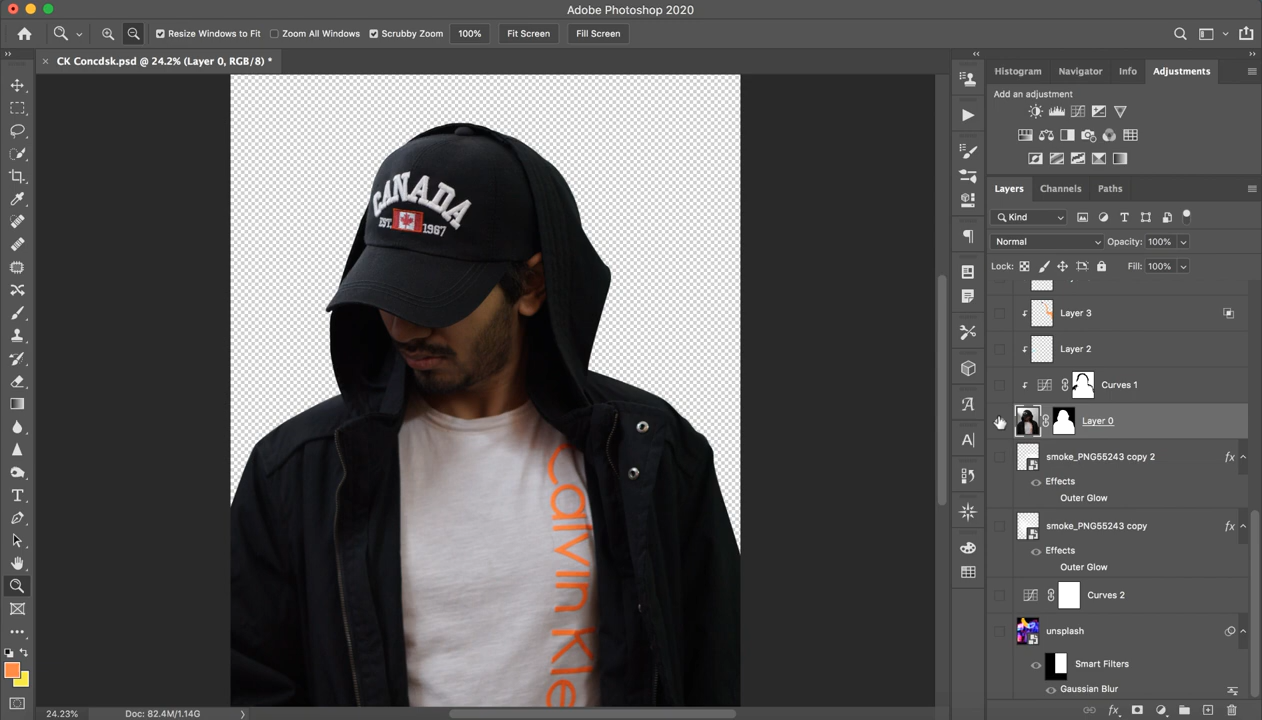 Adobe Photoshop 2020
Resize Windows to Fit
Zoom All Windows
Scrubby Zoom
100%
Fit Screen
Fill Screen
CK Concdsk.psd @ 24.2% (Layer 0, RGB/8) *
Histogram
Navigator
Info
Adjustments
Add an adjustment
Layers
Channels
Paths
Kind
Normal
Opacity: 100%
Lock:
Fill: 100%
Layer 3
Layer 2
Curves 1
Layer 0
smoke_PNG55243 copy 2
fx
Effects
Outer Glow
smoke_PNG55243 copy
fx
Effects
Outer Glow
Curves 2
unsplash
Smart Filters
Gaussian Blur
CANADA
EST. 1967
Calvin Kle
24.23%
Doc: 82.4M/1.14G
fx